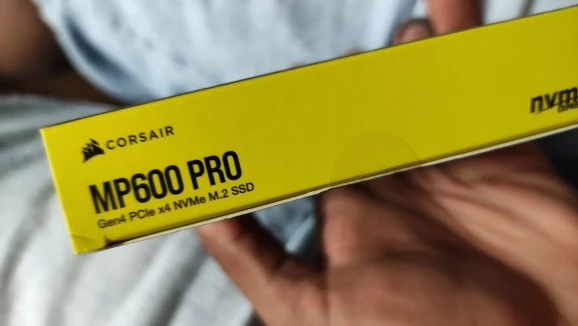 CORSAIR
MP600 PRO
Gen4 PCIe x4 NVMe M.2 SSD
nvm